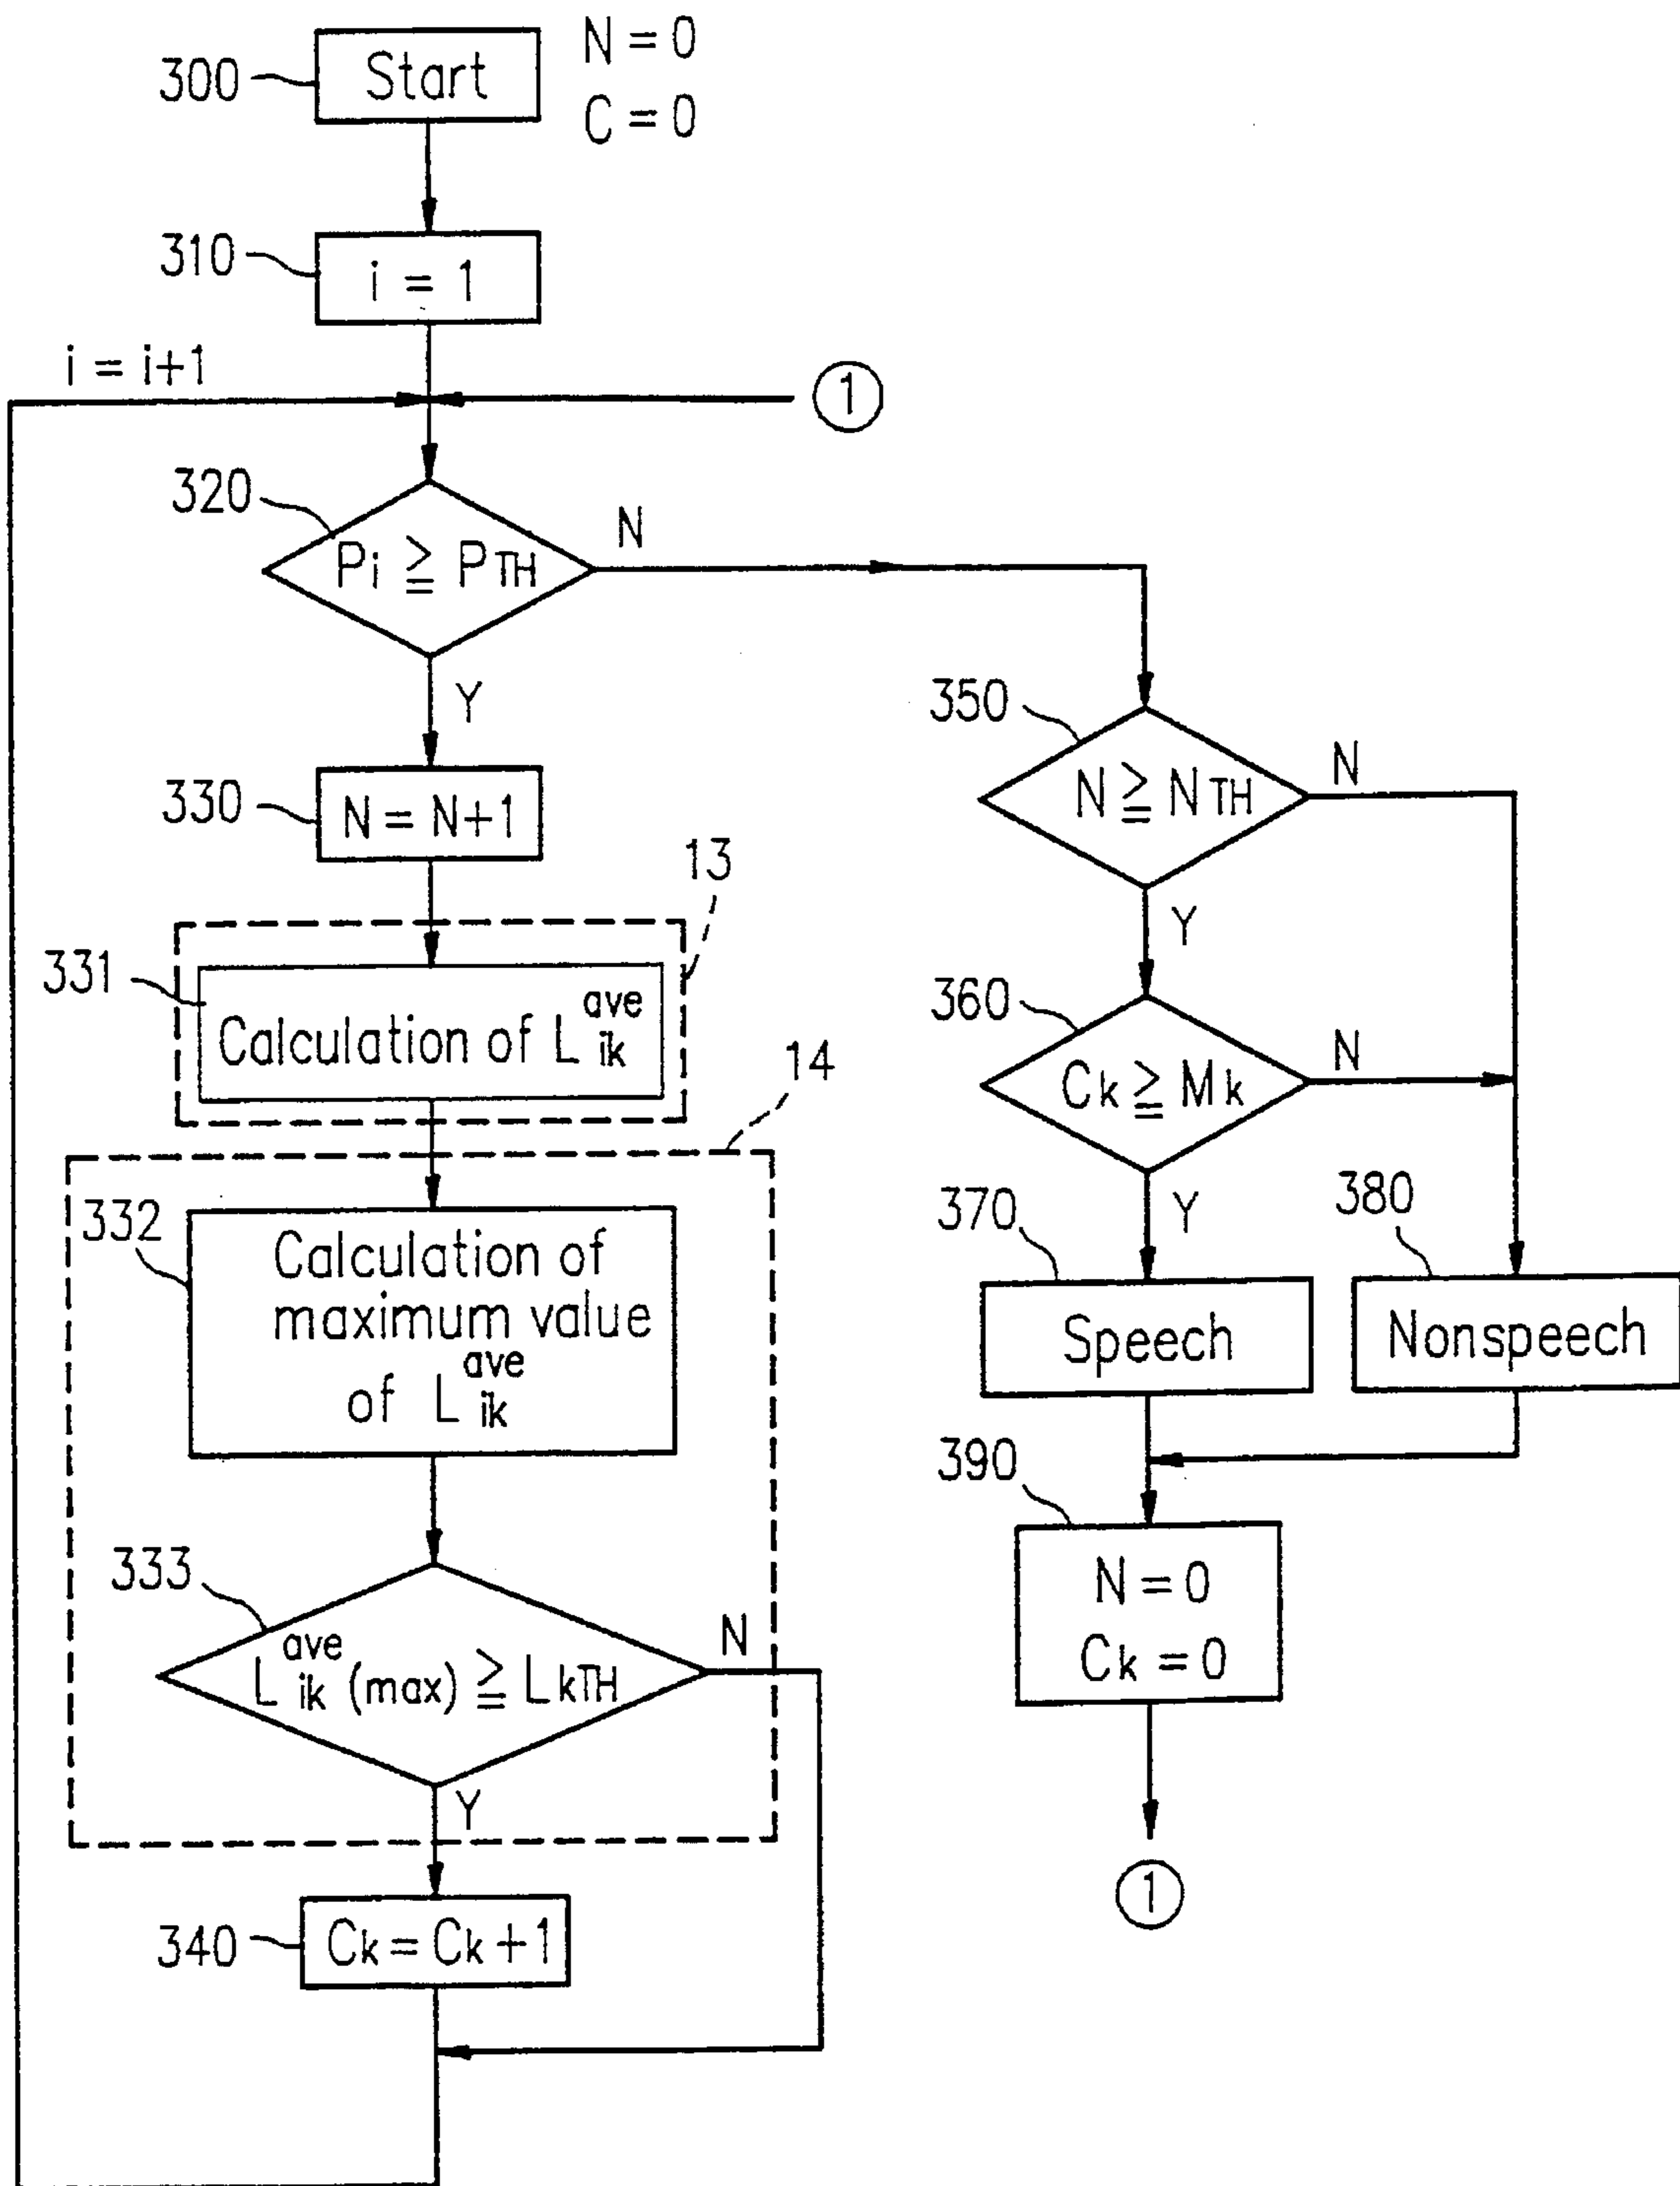 300
Start
N = 0
C = 0
310
i = 1
i = i+1
1
320
Pi ≧ PTH
N
Y
330
N = N+1
13
331
Calculation of L ave ik
14
332
Calculation of
maximum value
of L ave ik
333
L ave ik (max) ≧ LkTH
N
Y
340
Ck = Ck + 1
350
N ≧ NTH
N
Y
360
Ck ≧ Mk
N
Y
370
Speech
380
Nonspeech
390
N = 0
Ck = 0
1